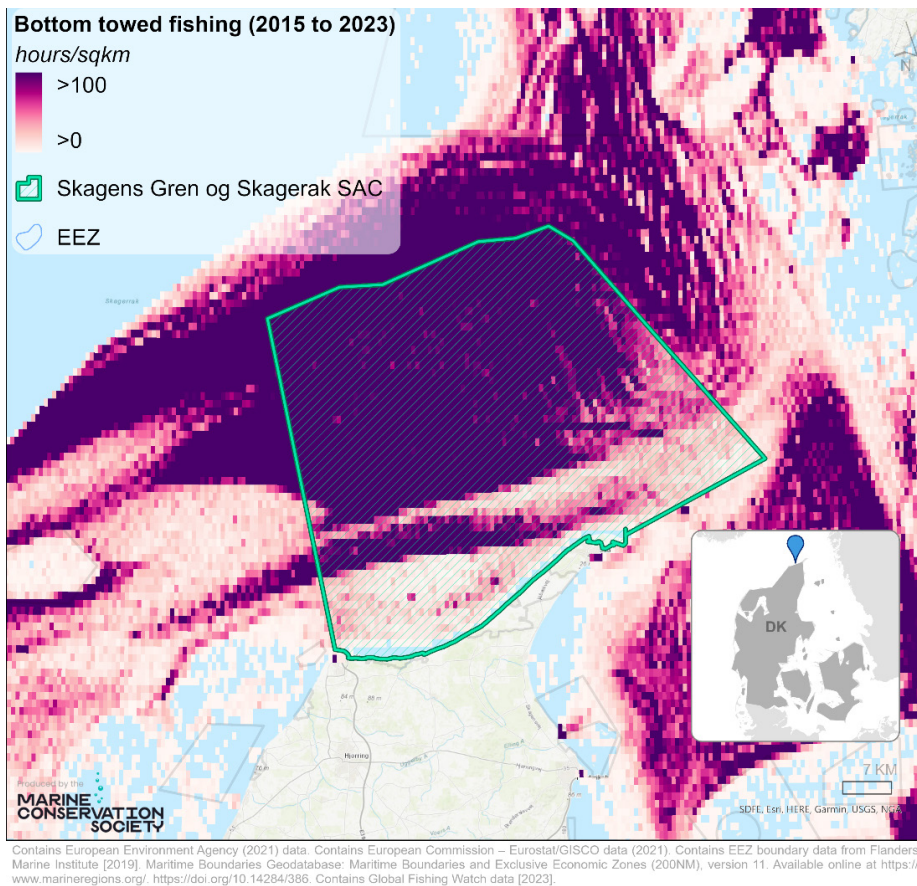 Bottom towed fishing (2015 to 2023)
hours/sqkm
>100
>0
Skagens Gren og Skagerak SAC
EEZ
N
Skagerrak
DK
84 m
88 m
Hjørring
7 KM
Produced by the
MARINE
CONSERVATION
SOCIETY
SDFE, Esri, HERE, Garmin, USGS, NGA
Contains European Environment Agency (2021) data. Contains European Commission – Eurostat/GISCO data (2021). Contains EEZ boundary data from Flanders
Marine Institute [2019]. Maritime Boundaries Geodatabase: Maritime Boundaries and Exclusive Economic Zones (200NM), version 11. Available online at https:/
www.marineregions.org/. https://doi.org/10.14284/386. Contains Global Fishing Watch data [2023].